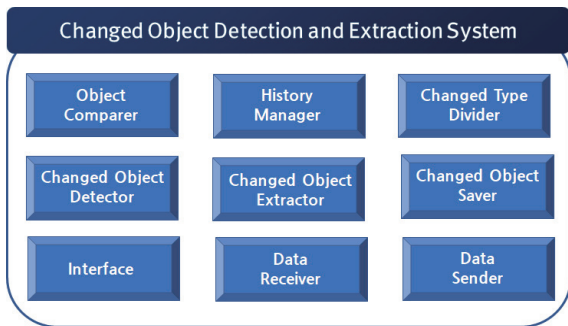 Changed Object Detection and Extraction System
Object
Comparer
History
Manager
Changed Type
Divider
Changed Object
Detector
Changed Object
Extractor
Changed Object
Saver
Interface
Data
Receiver
Data
Sender